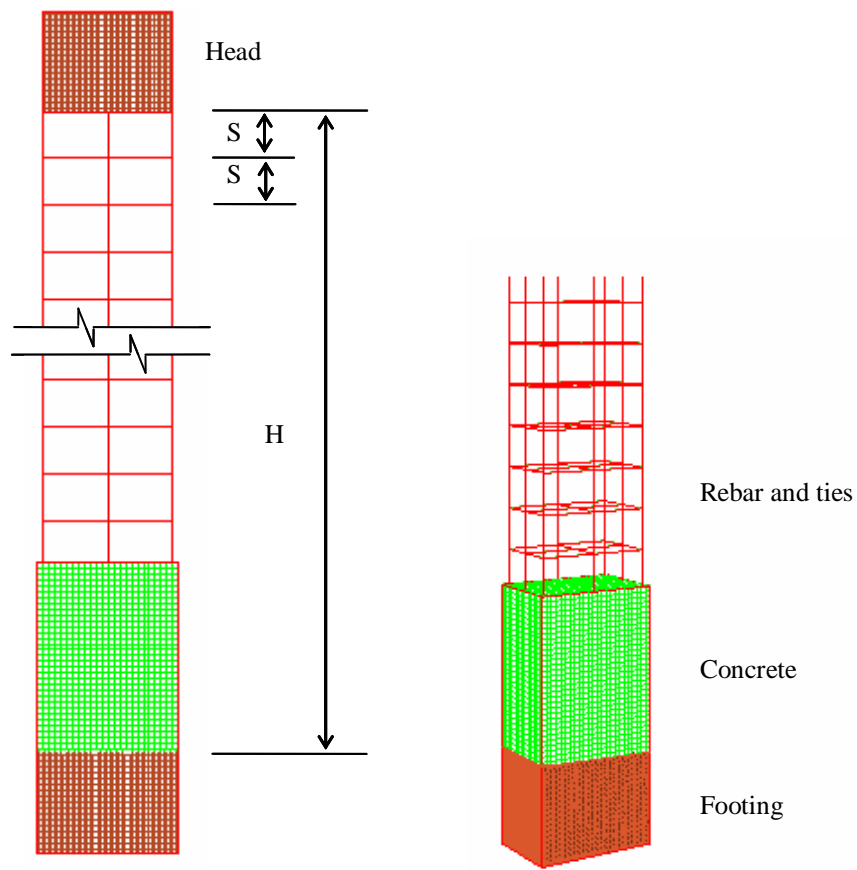 Head
S
S
H
Rebar and ties
Concrete
Footing